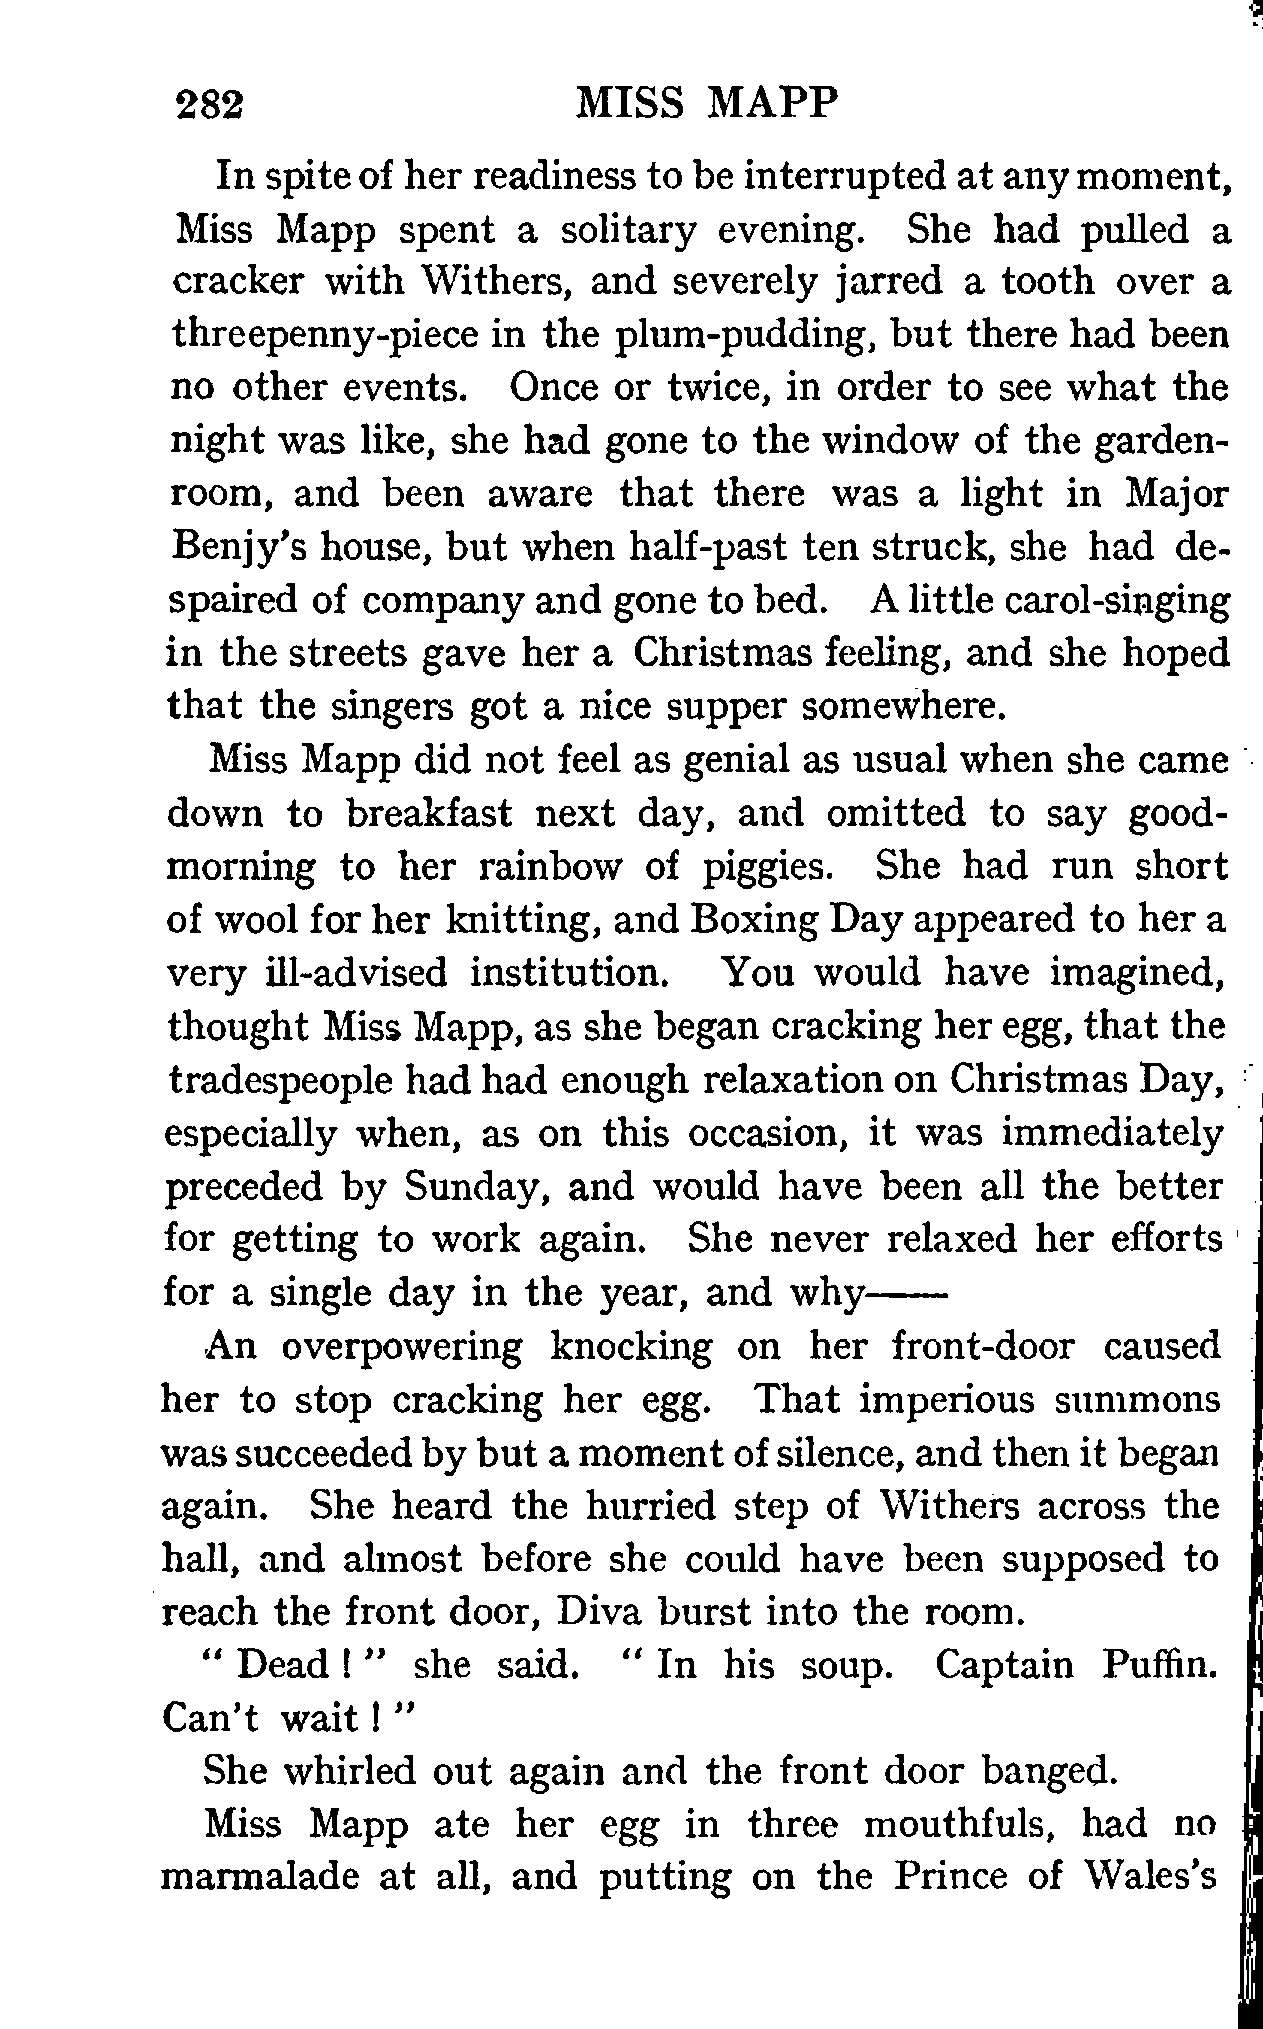 282 MISS MAPP
In spite of her readiness to be interrupted at any moment,
Miss Mapp spent a solitary evening. She had pulled a
cracker with Withers, and severely jarred a tooth over a
threepenny-piece in the plum-pudding, but there had been
no other events. Once or twice, in order to see what the
night was like, she had gone to the window of the garden-
room, and been aware that there was a light in Major
Benjy's house, but when half-past ten struck, she had de-
spaired of company and gone to bed. A little carol-singing
in the streets gave her a Christmas feeling, and she hoped
that the singers got a nice supper somewhere.
Miss Mapp did not feel as genial as usual when she came
down to breakfast next day, and omitted to say good-
morning to her rainbow of piggies. She had run short
of wool for her knitting, and Boxing Day appeared to her a
very ill-advised institution. You would have imagined,
thought Miss Mapp, as she began cracking her egg, that the
tradespeople had had enough relaxation on Christmas Day,
especially when, as on this occasion, it was immediately
preceded by Sunday, and would have been all the better
for getting to work again. She never relaxed her efforts
for a single day in the year, and why——
An overpowering knocking on her front-door caused
her to stop cracking her egg. That imperious summons
was succeeded by but a moment of silence, and then it began
again. She heard the hurried step of Withers across the
hall, and almost before she could have been supposed to
reach the front door, Diva burst into the room.
" Dead ! " she said. " In his soup. Captain Puffin.
Can't wait ! "
She whirled out again and the front door banged.
Miss Mapp ate her egg in three mouthfuls, had no
marmalade at all, and putting on the Prince of Wales's